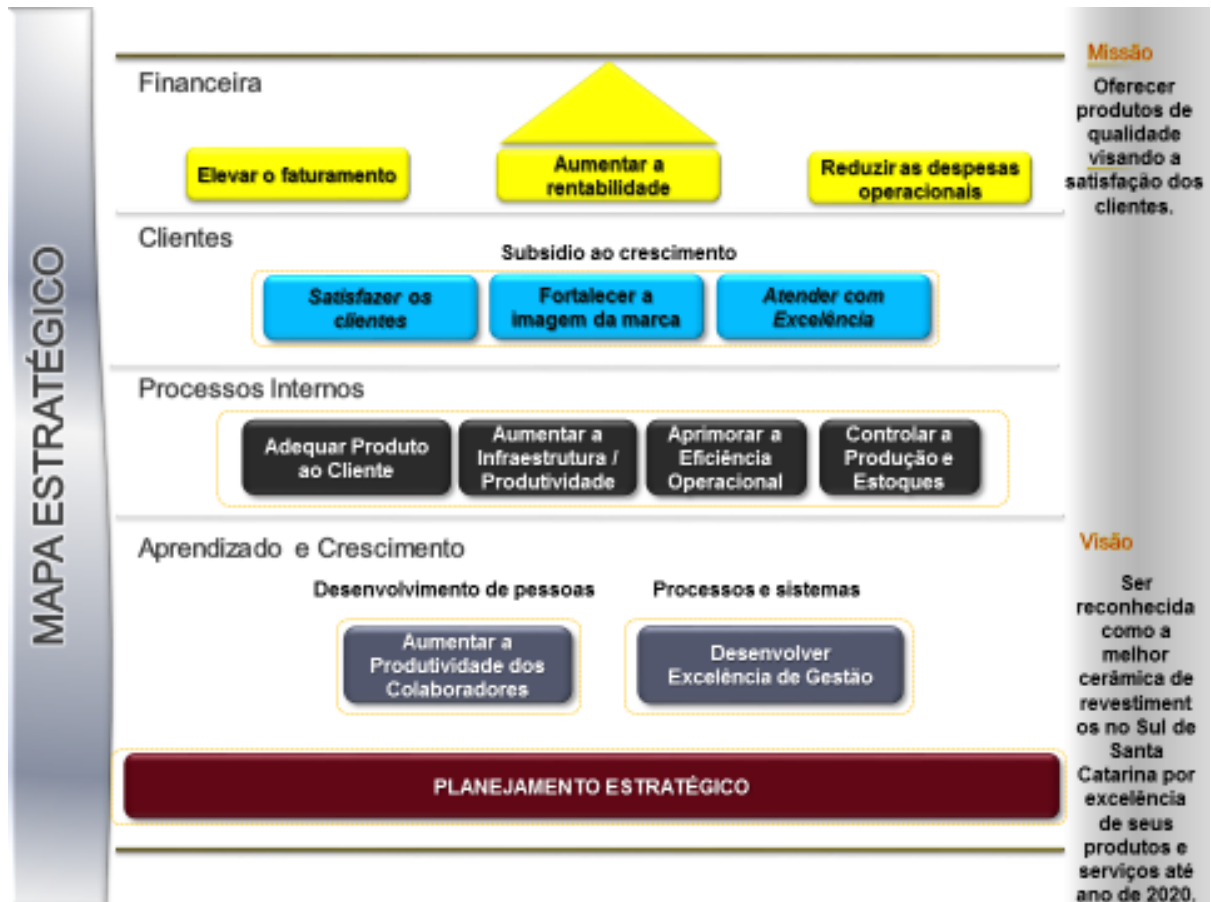 MAPA ESTRATÉGICO
Financeira
Elevar o faturamento
Aumentar a
rentabilidade
Reduzir as despesas
operacionais
Clientes
Subsidio ao crescimento
Satisfazer os
clientes
Fortalecer a
imagem da marca
Atender com
Excelência
Processos Internos
Adequar Produto
ao Cliente
Aumentar a
Infraestrutura /
Produtividade
Aprimorar a
Eficiência
Operacional
Controlar a
Produção e
Estoques
Aprendizado e Crescimento
Desenvolvimento de pessoas
Processos e sistemas
Aumentar a
Produtividade dos
Colaboradores
Desenvolver
Excelência de Gestão
PLANEJAMENTO ESTRATÉGICO
Missão
Oferecer
produtos de
qualidade
visando a
satisfação dos
clientes.
Visão
Ser
reconhecida
como a
melhor
cerâmica de
revestiment
os no Sul de
Santa
Catarina por
excelência
de seus
produtos e
serviços até
ano de 2020.